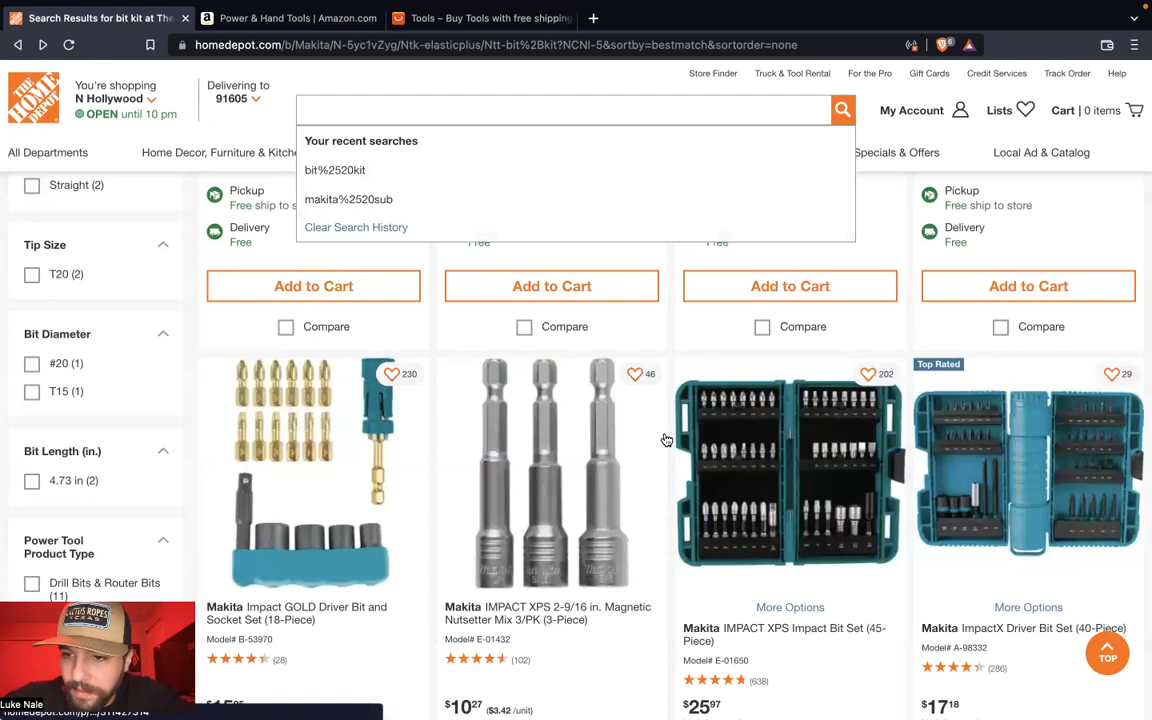 Search Results for bit kit at The
Power & Hand Tools | Amazon.com
Tools – Buy Tools with free shipping
homedepot.com/b/Makita/N-5yc1vZyg/Ntk-elasticplus/Ntt-bit%2Bkit?NCNI-5&sortby=bestmatch&sortorder=none
6
Store Finder
Truck & Tool Rental
For the Pro
Gift Cards
Credit Services
Track Order
Help
THE HOME DEPOT
You're shopping
N Hollywood
OPEN until 10 pm
Delivering to
91605
My Account
Lists
Cart | 0 items
All Departments
Home Decor, Furniture & Kitche
Specials & Offers
Local Ad & Catalog
Your recent searches
bit%2520kit
makita%2520sub
Clear Search History
Straight (2)
Tip Size
T20 (2)
Bit Diameter
#20 (1)
T15 (1)
Bit Length (in.)
4.73 in (2)
Power Tool
Product Type
Drill Bits & Router Bits
(11)
Pickup
Free ship to s
Delivery
Free
Free
Free
Pickup
Free ship to store
Delivery
Free
Add to Cart
Add to Cart
Add to Cart
Add to Cart
Compare
Compare
Compare
Compare
230
46
202
Top Rated
29
Makita Impact GOLD Driver Bit and
Socket Set (18-Piece)
Model# B-53970
(28)
Makita IMPACT XPS 2-9/16 in. Magnetic
Nutsetter Mix 3/PK (3-Piece)
Model# E-01432
(102)
$10.27 ($3.42 /unit)
More Options
Makita IMPACT XPS Impact Bit Set (45-
Piece)
Model# E-01650
(638)
$25.97
More Options
Makita ImpactX Driver Bit Set (40-Piece)
Model# A-98332
(286)
$17.18
TOP
CACTUS ROPES
TEXAS
Luke Nale